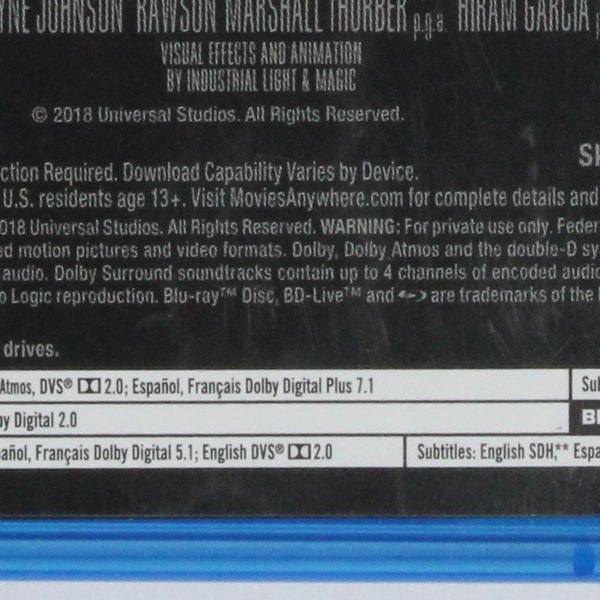 YNE JOHNSON RAWSON MARSHALL THURBER p.g.a. HIRAM GARCIA
VISUAL EFFECTS AND ANIMATION
BY INDUSTRIAL LIGHT & MAGIC
© 2018 Universal Studios. All Rights Reserved.
SK
ction Required. Download Capability Varies by Device.
U.S. residents age 13+. Visit MoviesAnywhere.com for complete details and
018 Universal Studios. All Rights Reserved. WARNING: For private use only. Feder
ed motion pictures and video formats. Dolby, Dolby Atmos and the double-D sy
audio. Dolby Surround soundtracks contain up to 4 channels of encoded audio
o Logic reproduction. Blu-ray™ Disc, BD-Live™ and are trademarks of the
drives.
Atmos, DVS® 2.0; Español, Français Dolby Digital Plus 7.1 Sub
by Digital 2.0
añol, Français Dolby Digital 5.1; English DVS® 2.0 Subtitles: English SDH,** Espa